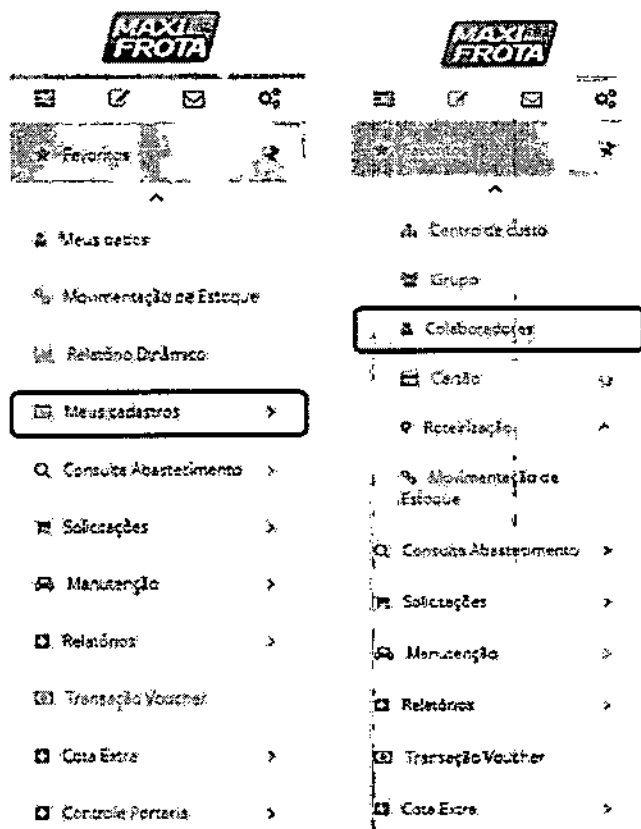 MAXI
FROTA
Favoritos
Meus dados
Movimentação de Estoque
Relatório Dinâmico
Meus cadastros
Consulta Abastecimento
Solicitações
Manutenção
Relatórios
Transação Voucher
Cota Extra
Controle Portaria
MAXI
FROTA
Favoritos
Centro de custo
Grupo
Colaboradores
Cartão
Roteirização
Movimentação de
Estoque
Consulta Abastecimento
Solicitações
Manutenção
Relatórios
Transação Voucher
Cota Extra